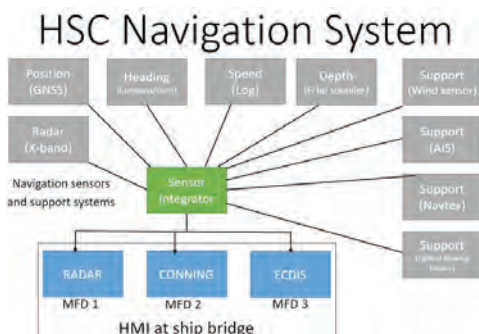 HSC Navigation System
Position
(GNSS)
Heading
Speed
(Log)
Depth
Support
(Wind sensor)
Radar
(X-band)
Support
(AIS)
Navigation sensors
and support systems
Sensor
Integrator
Support
(Navtex)
Support
RADAR
CONNING
ECDIS
MFD 1
MFD 2
MFD 3
HMI at ship bridge